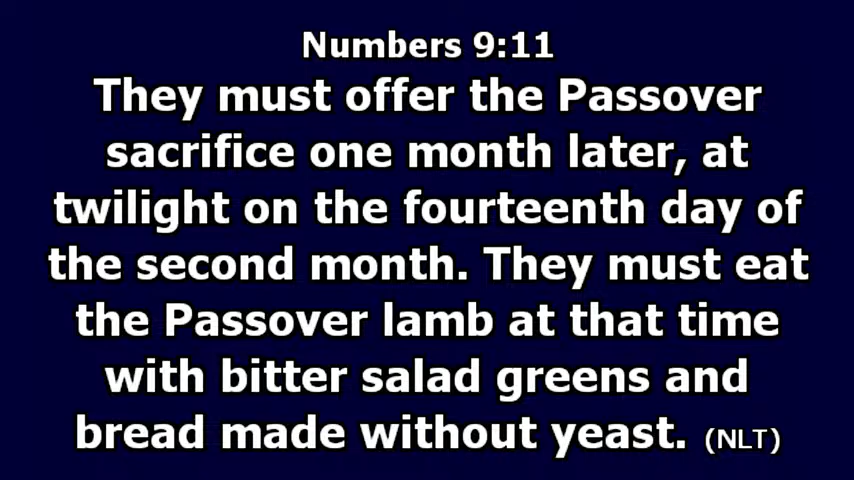 Numbers 9:11
They must offer the Passover
sacrifice one month later, at
twilight on the fourteenth day of
the second month. They must eat
the Passover lamb at that time
with bitter salad greens and
bread made without yeast. (NLT)